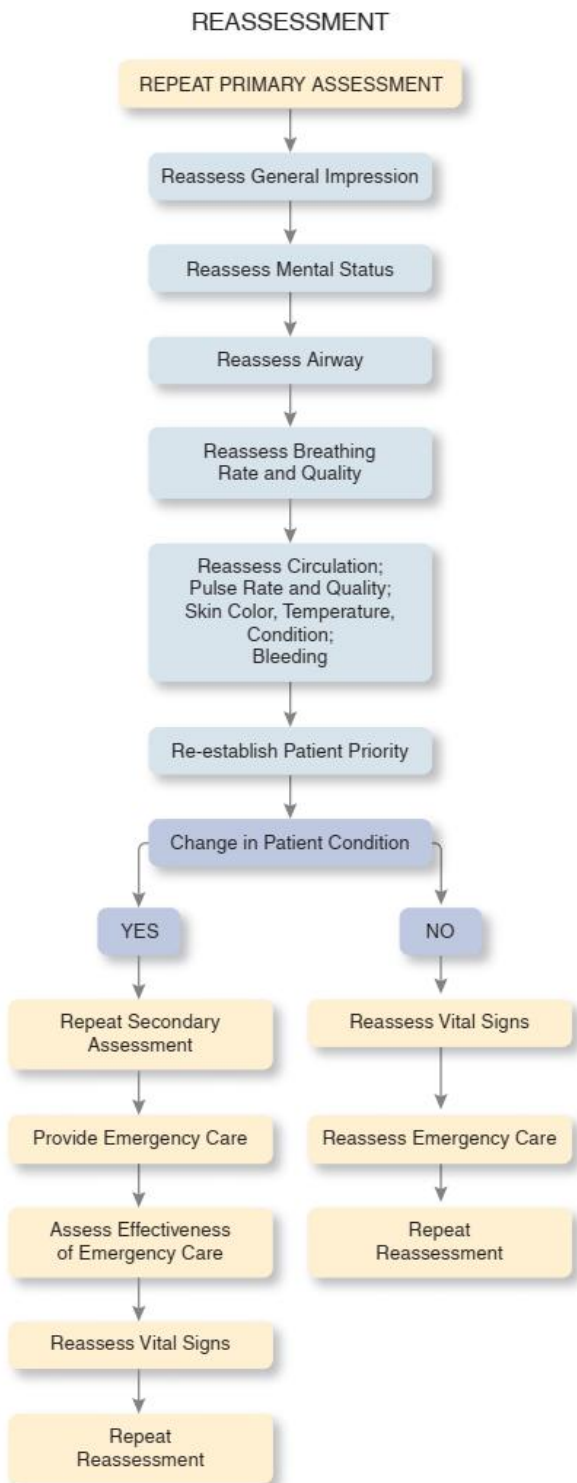 REASSESSMENT
REPEAT PRIMARY ASSESSMENT
Reassess General Impression
Reassess Mental Status
Reassess Airway
Reassess Breathing
Rate and Quality
Reassess Circulation;
Pulse Rate and Quality;
Skin Color, Temperature,
Condition;
Bleeding
Re-establish Patient Priority
Change in Patient Condition
YES
Repeat Secondary
Assessment
Provide Emergency Care
Assess Effectiveness
of Emergency Care
Reassess Vital Signs
Repeat
Reassessment
NO
Reassess Vital Signs
Reassess Emergency Care
Repeat
Reassessment